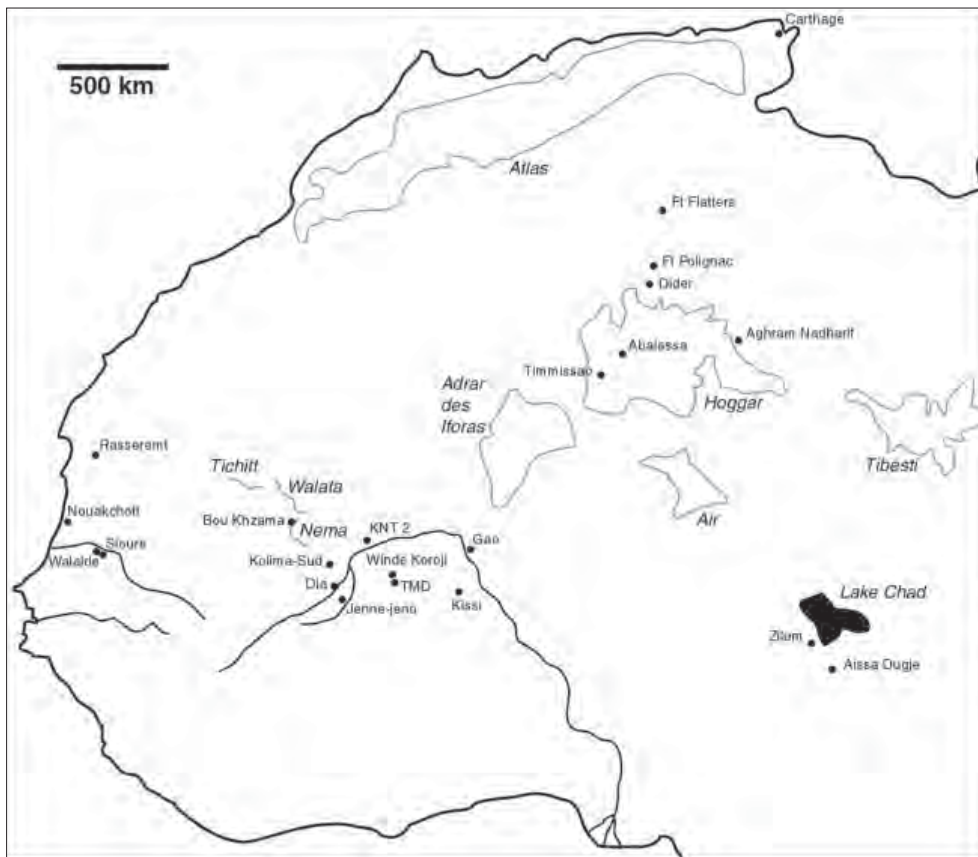 Carthage
500 km
Atlas
Ft Flatters
Ft Polignac
Dider
Aghram Nadharif
Abalessa
Timmissao
Adrar
des
Iforas
Hoggar
Tibesti
Rasseremt
Tichitt
Walata
Air
Nouakchott
Bou Khzama
Nema
KNT 2
Gao
Sioure
Walalde
Kolima-Sud
Winde Koroji
Dia
TMD
Jenne-jeno
Kissi
Lake Chad
Zilum
Aissa Dugje